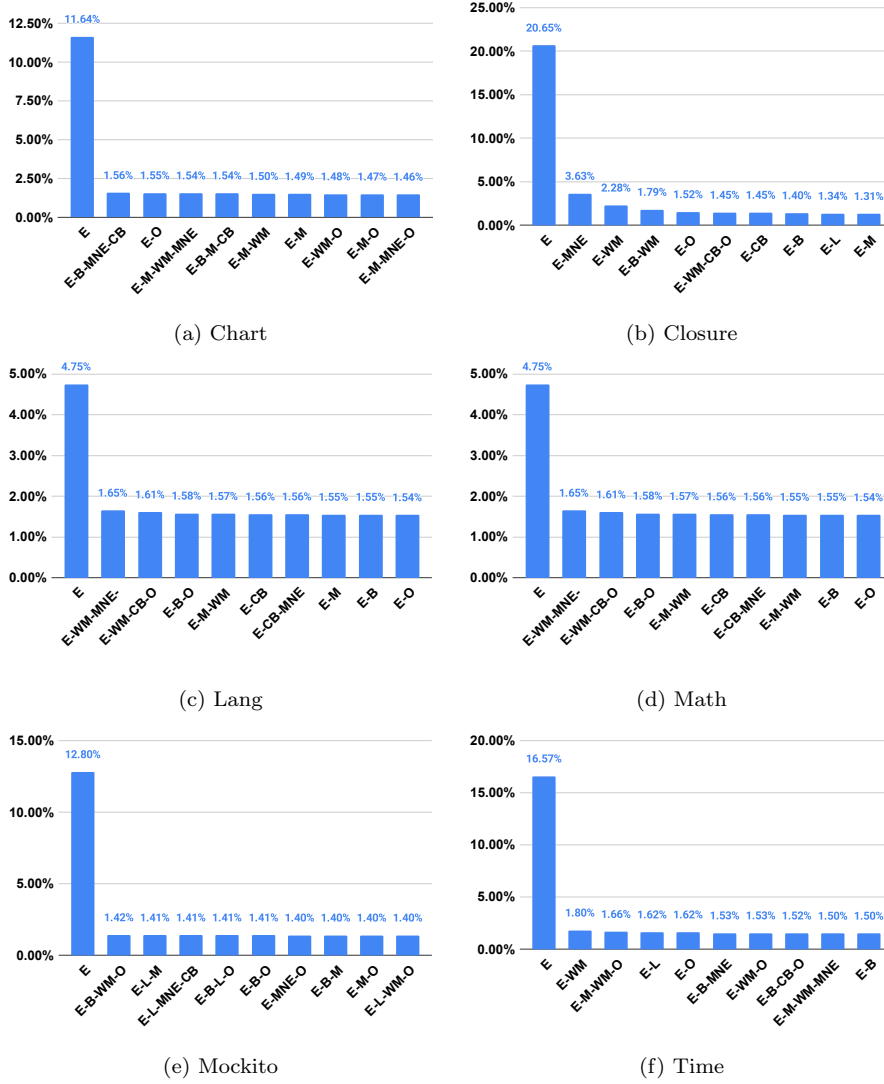 12.50%
10.00%
7.50%
5.00%
2.50%
0.00%
11.64%
1.56%
1.55%
1.54%
1.54%
1.50%
1.49%
1.48%
1.47%
1.46%
E
E-B-MNE-CB
E-O
E-M-WM-MNE
E-B-M-CB
E-M-WM
E-M
E-WM-O
E-M-O
E-M-MNE-O
(a) Chart
25.00%
20.00%
15.00%
10.00%
5.00%
0.00%
20.65%
3.63%
2.28%
1.79%
1.52%
1.45%
1.45%
1.40%
1.34%
1.31%
E
E-MNE
E-WM
E-B-WM
E-O
E-WM-CB-O
E-CB
E-B
E-L
E-M
(b) Closure
5.00%
4.00%
3.00%
2.00%
1.00%
0.00%
4.75%
1.65%
1.61%
1.58%
1.57%
1.56%
1.56%
1.55%
1.55%
1.54%
E
E-WM-MNE-
E-WM-CB-O
E-B-O
E-M-WM
E-CB
E-CB-MNE
E-M
E-B
E-O
(c) Lang
5.00%
4.00%
3.00%
2.00%
1.00%
0.00%
4.75%
1.65%
1.61%
1.58%
1.57%
1.56%
1.56%
1.55%
1.55%
1.54%
E
E-WM-MNE-
E-WM-CB-O
E-B-O
E-M-WM
E-CB
E-CB-MNE
E-M-WM
E-B
E-O
(d) Math
15.00%
10.00%
5.00%
0.00%
12.80%
1.42%
1.41%
1.41%
1.41%
1.41%
1.40%
1.40%
1.40%
1.40%
E
E-B-WM-O
E-L-M
E-L-MNE-CB
E-B-L-O
E-B-O
E-MNE-O
E-B-M
E-M-O
E-L-WM-O
(e) Mockito
20.00%
15.00%
10.00%
5.00%
0.00%
16.57%
1.80%
1.66%
1.62%
1.62%
1.53%
1.53%
1.52%
1.50%
1.50%
E
E-WM
E-M-WM-O
E-L
E-O
E-B-MNE
E-WM-O
E-B-CB-O
E-M-WM-MNE
E-B
(f) Time